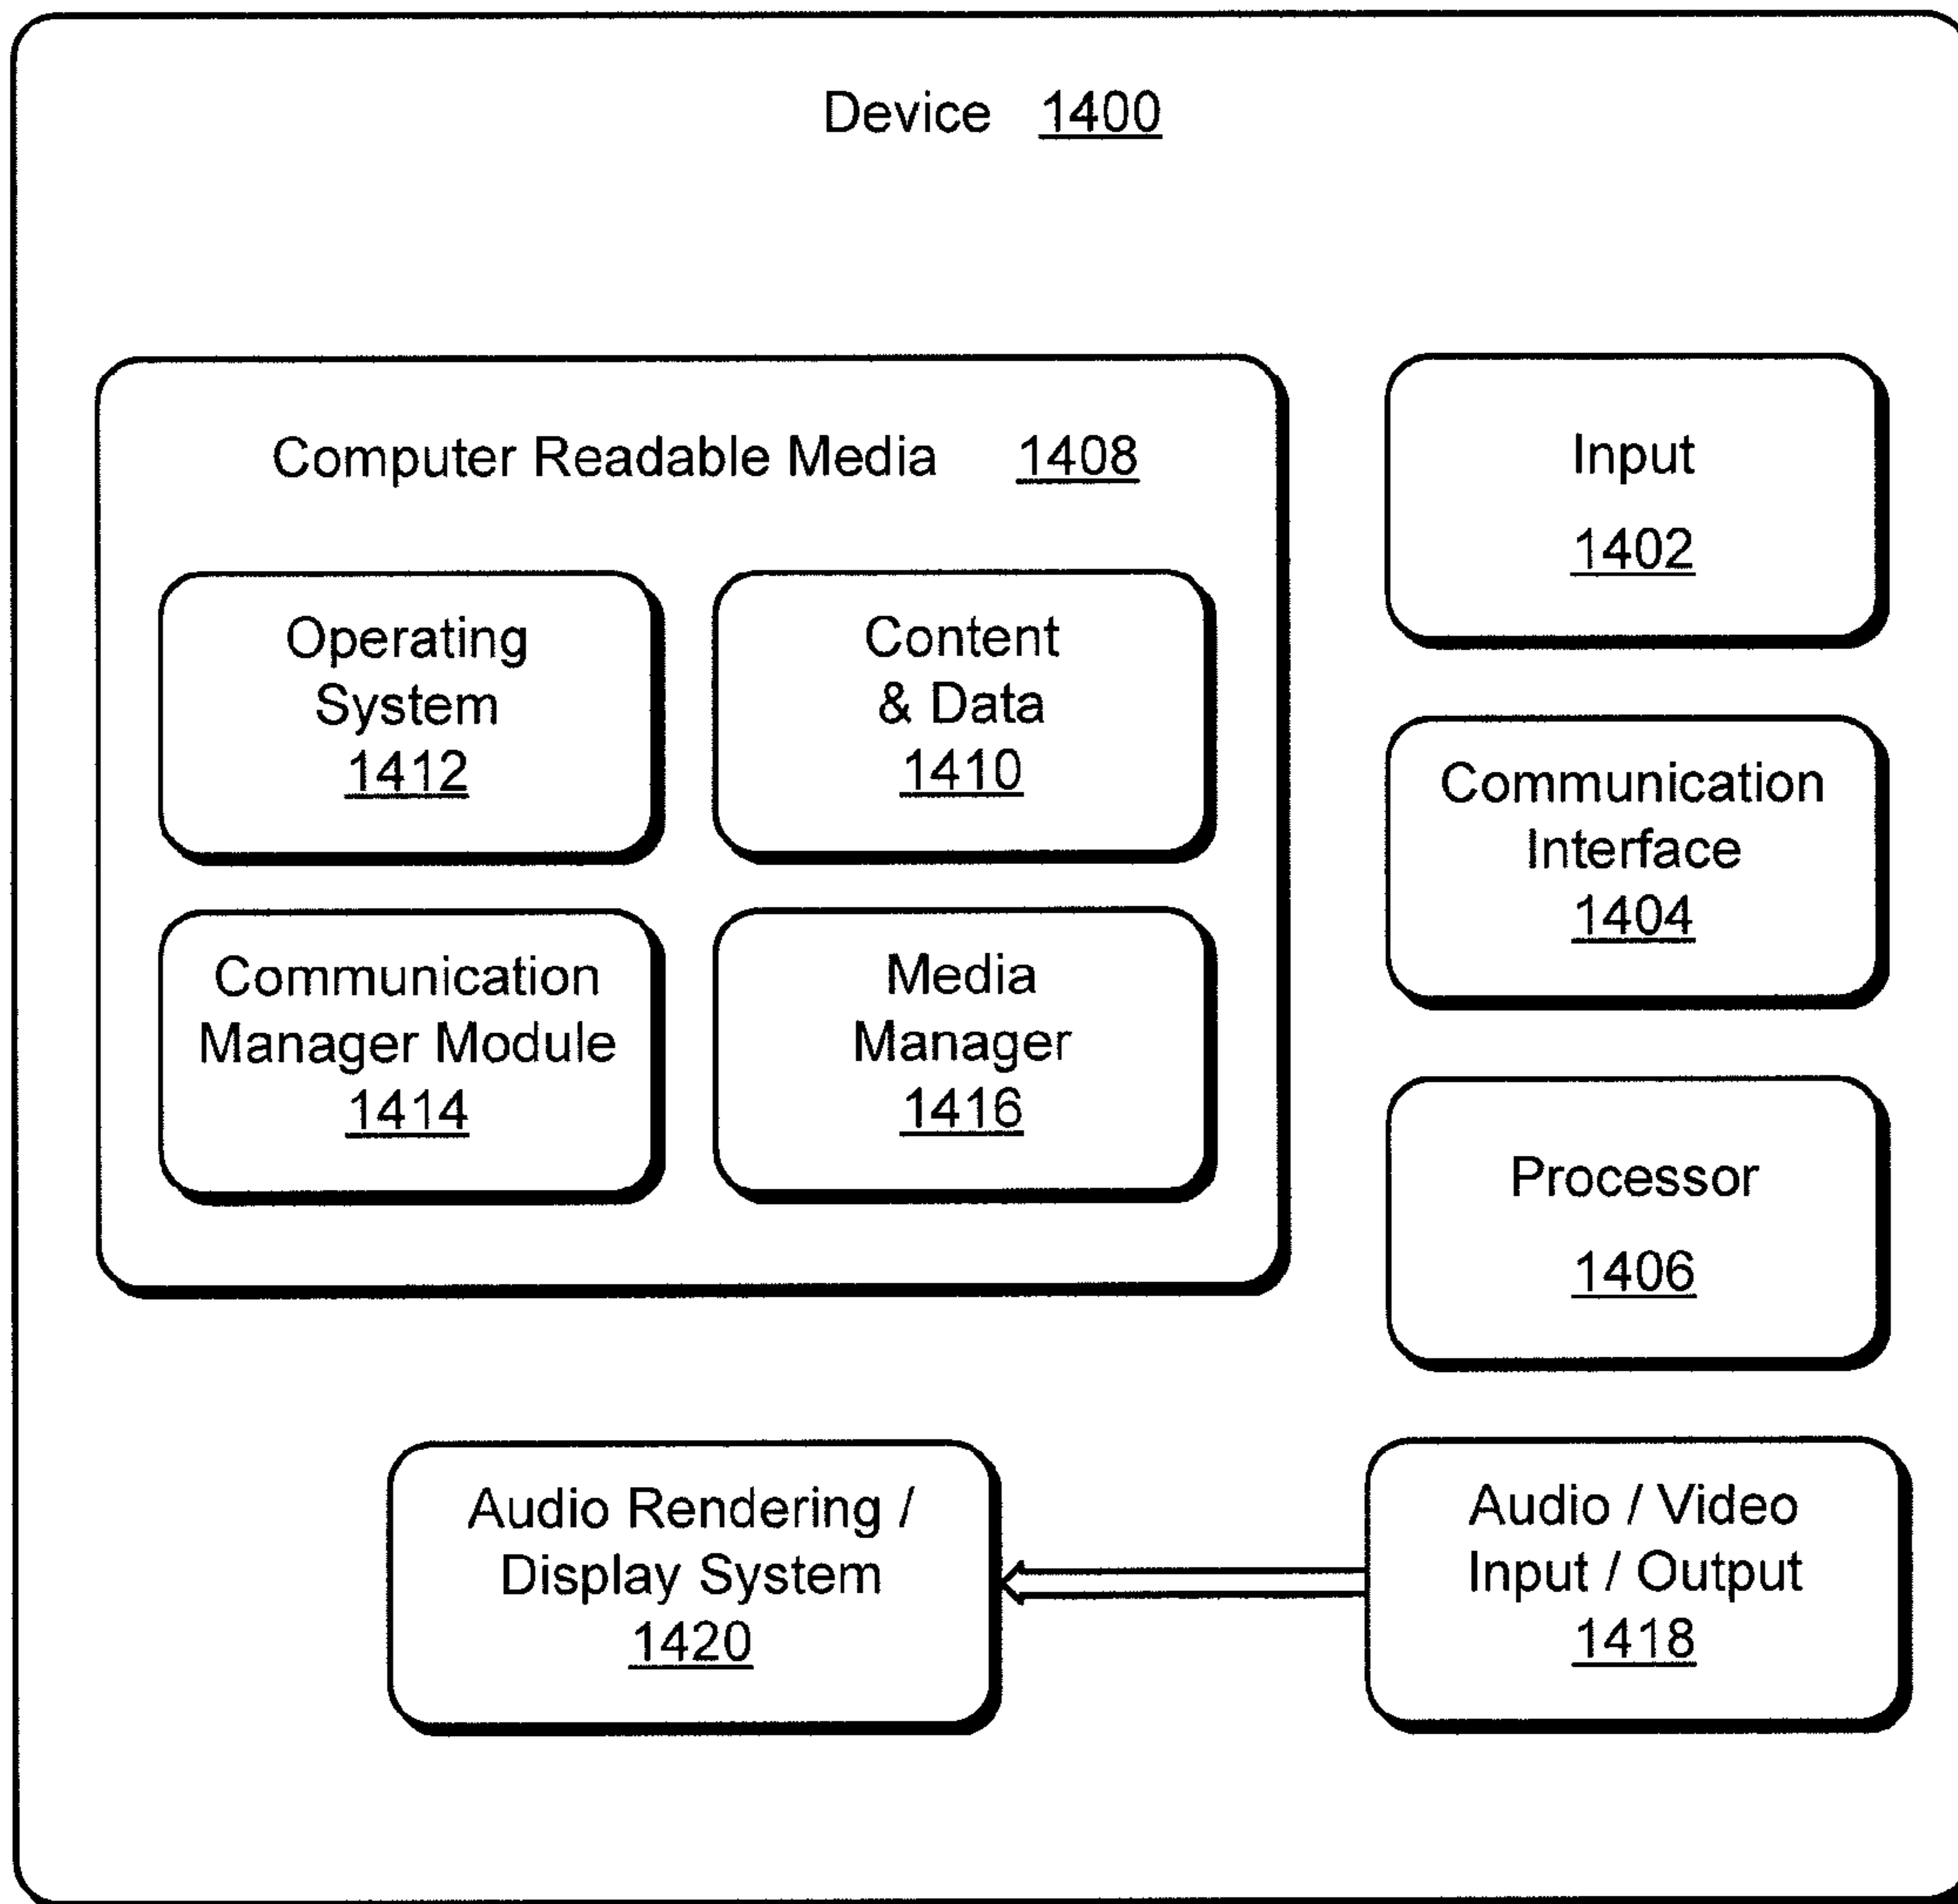 Device 1400
Computer Readable Media 1408
Operating
System
1412
Content
& Data
1410
Communication
Manager Module
1414
Media
Manager
1416
Input
1402
Communication
Interface
1404
Processor
1406
Audio Rendering /
Display System
1420
Audio / Video
Input / Output
1418